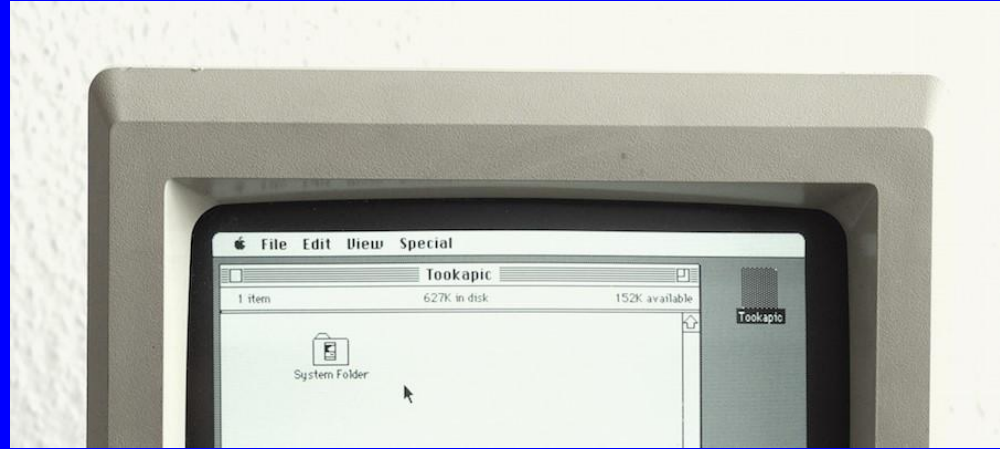 File Edit View Special
Tookapic
1 item 627K in disk 152K available
Tookapic
System Folder